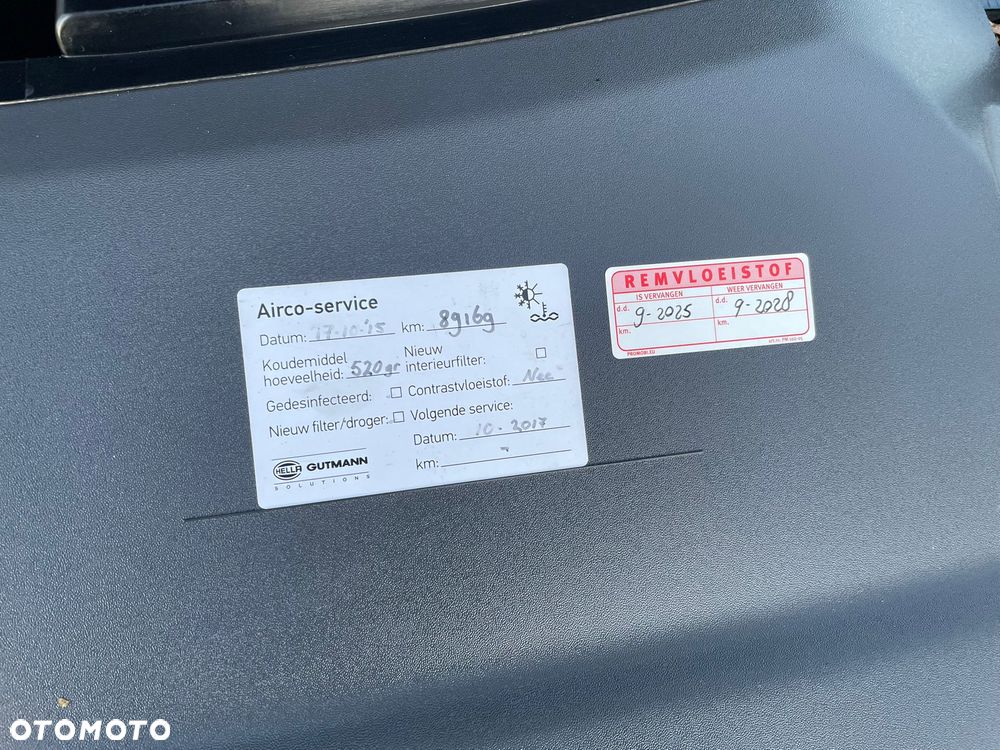 Airco-service
Datum: 17-10-'15 km: 89169
Koudemiddel hoeveelheid: 520gr Nieuw interieurfilter:
Gedesinfecteerd: Contrastvloeistof: Nee
Nieuw filter/droger: Volgende service:
Datum: 10-2017
km: -
HELLA GUTMANN
SOLUTIONS
REMVLOEISTOF
IS VERVANGEN WEER VERVANGEN
d.d. 9-2025 d.d. 9-2028
km. km.
PROMOBI.EU
OTOMOTO